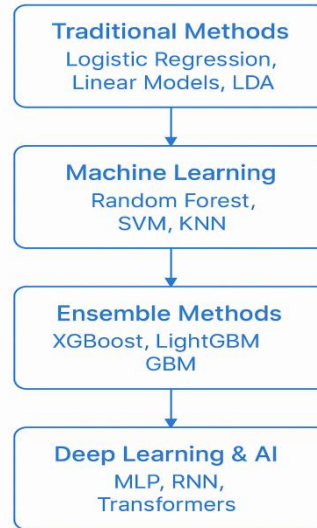 Traditional Methods
Logistic Regression,
Linear Models, LDA
Machine Learning
Random Forest,
SVM, KNN
Ensemble Methods
XGBoost, LightGBM
GBM
Deep Learning & AI
MLP, RNN,
Transformers